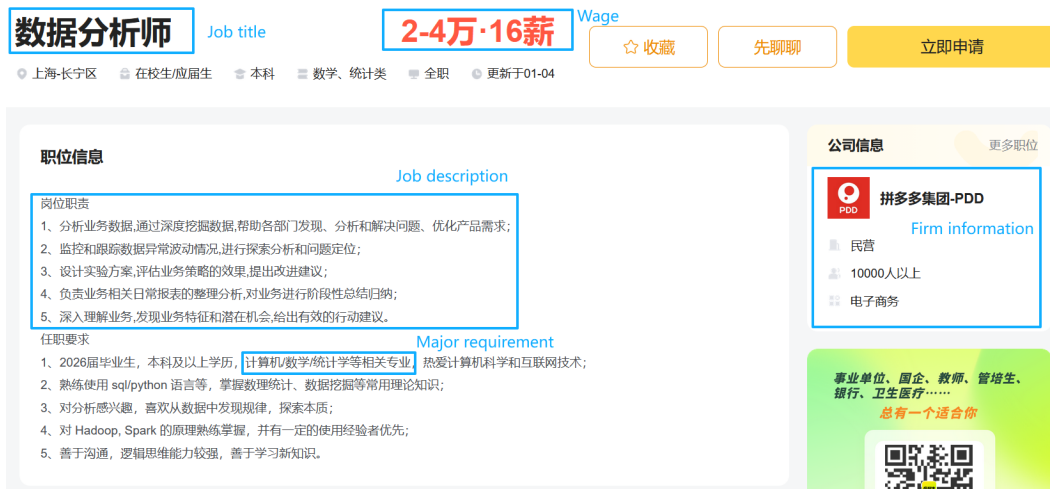 数据分析师
Job title
2-4万·16薪
Wage
收藏
先聊聊
立即申请
上海-长宁区 在校生/应届生 本科 数学、统计类 全职 更新于01-04
职位信息
Job description
岗位职责
1、分析业务数据,通过深度挖掘数据,帮助各部门发现、分析和解决问题、优化产品需求;
2、监控和跟踪数据异常波动情况,进行探索分析和问题定位;
3、设计实验方案,评估业务策略的效果,提出改进建议;
4、负责业务相关日常报表的整理分析,对业务进行阶段性总结归纳;
5、深入理解业务,发现业务特征和潜在机会,给出有效的行动建议。
任职要求
Major requirement
1、2026届毕业生，本科及以上学历，计算机/数学/统计学等相关专业，热爱计算机科学和互联网技术；
2、熟练使用 sql/python 语言等，掌握数理统计、数据挖掘等常用理论知识；
3、对分析感兴趣，喜欢从数据中发现规律，探索本质；
4、对 Hadoop, Spark 的原理熟练掌握，并有一定的使用经验者优先；
5、善于沟通，逻辑思维能力较强，善于学习新知识。
公司信息
更多职位
PDD
拼多多集团-PDD
Firm information
民营
10000人以上
电子商务
事业单位、国企、教师、管培生、
银行、卫生医疗……
总有一个适合你